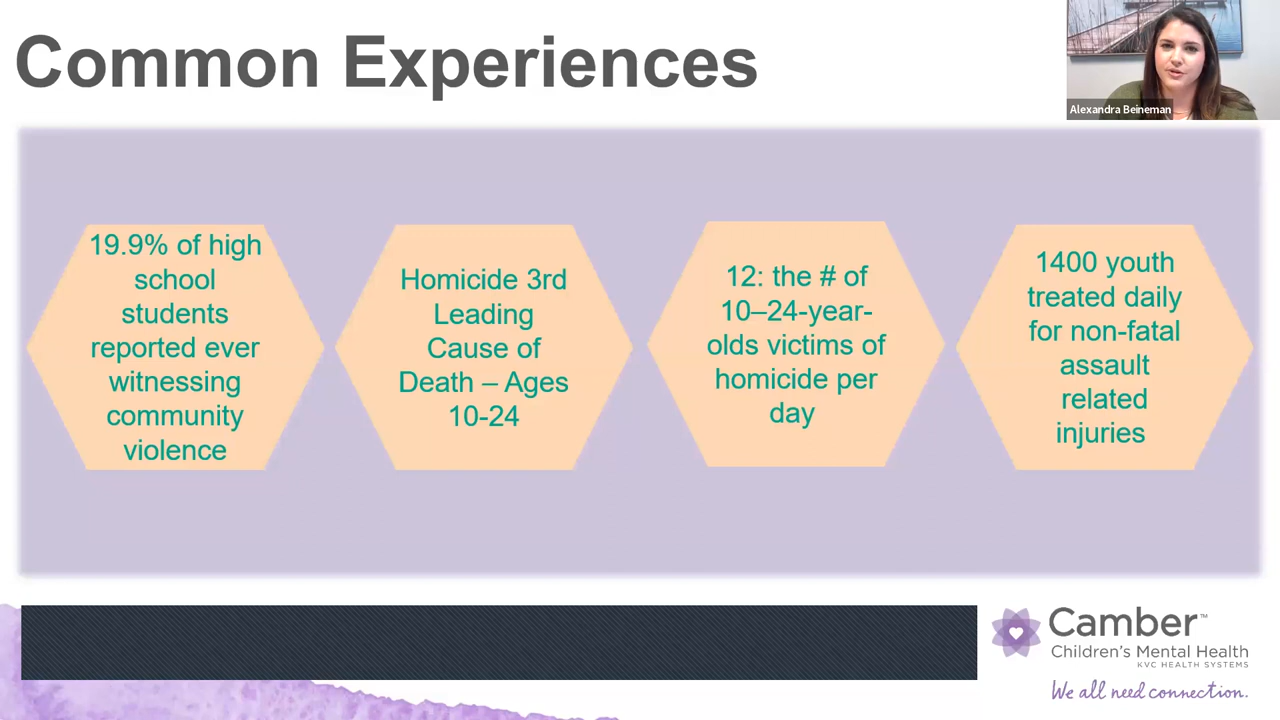 Common Experiences
Alexandra Beineman
19.9% of high
school
students
reported ever
witnessing
community
violence
Homicide 3rd
Leading
Cause of
Death – Ages
10-24
12: the # of
10–24-year-
olds victims of
homicide per
day
1400 youth
treated daily
for non-fatal
assault
related
injuries
Camber™
Children's Mental Health
KVC HEALTH SYSTEMS
We all need connection.